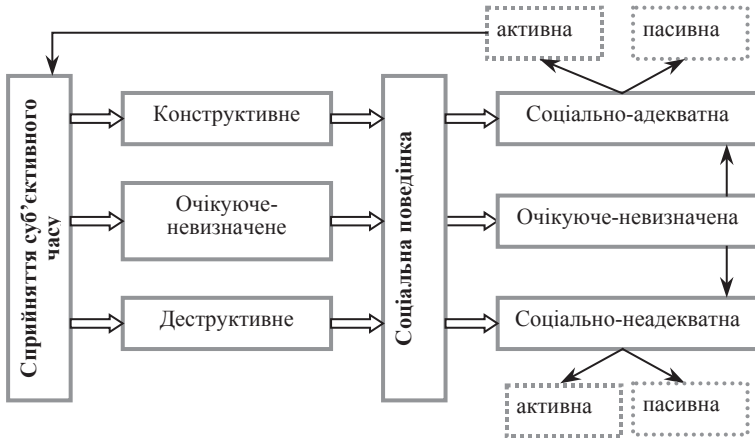 активна
пасивна
Сприйняття суб’єктивного
часу
Конструктивне
Соціальна поведінка
Соціально-адекватна
Очікуюче-
невизначене
Очікуюче-невизначена
Деструктивне
Соціально-неадекватна
активна
пасивна